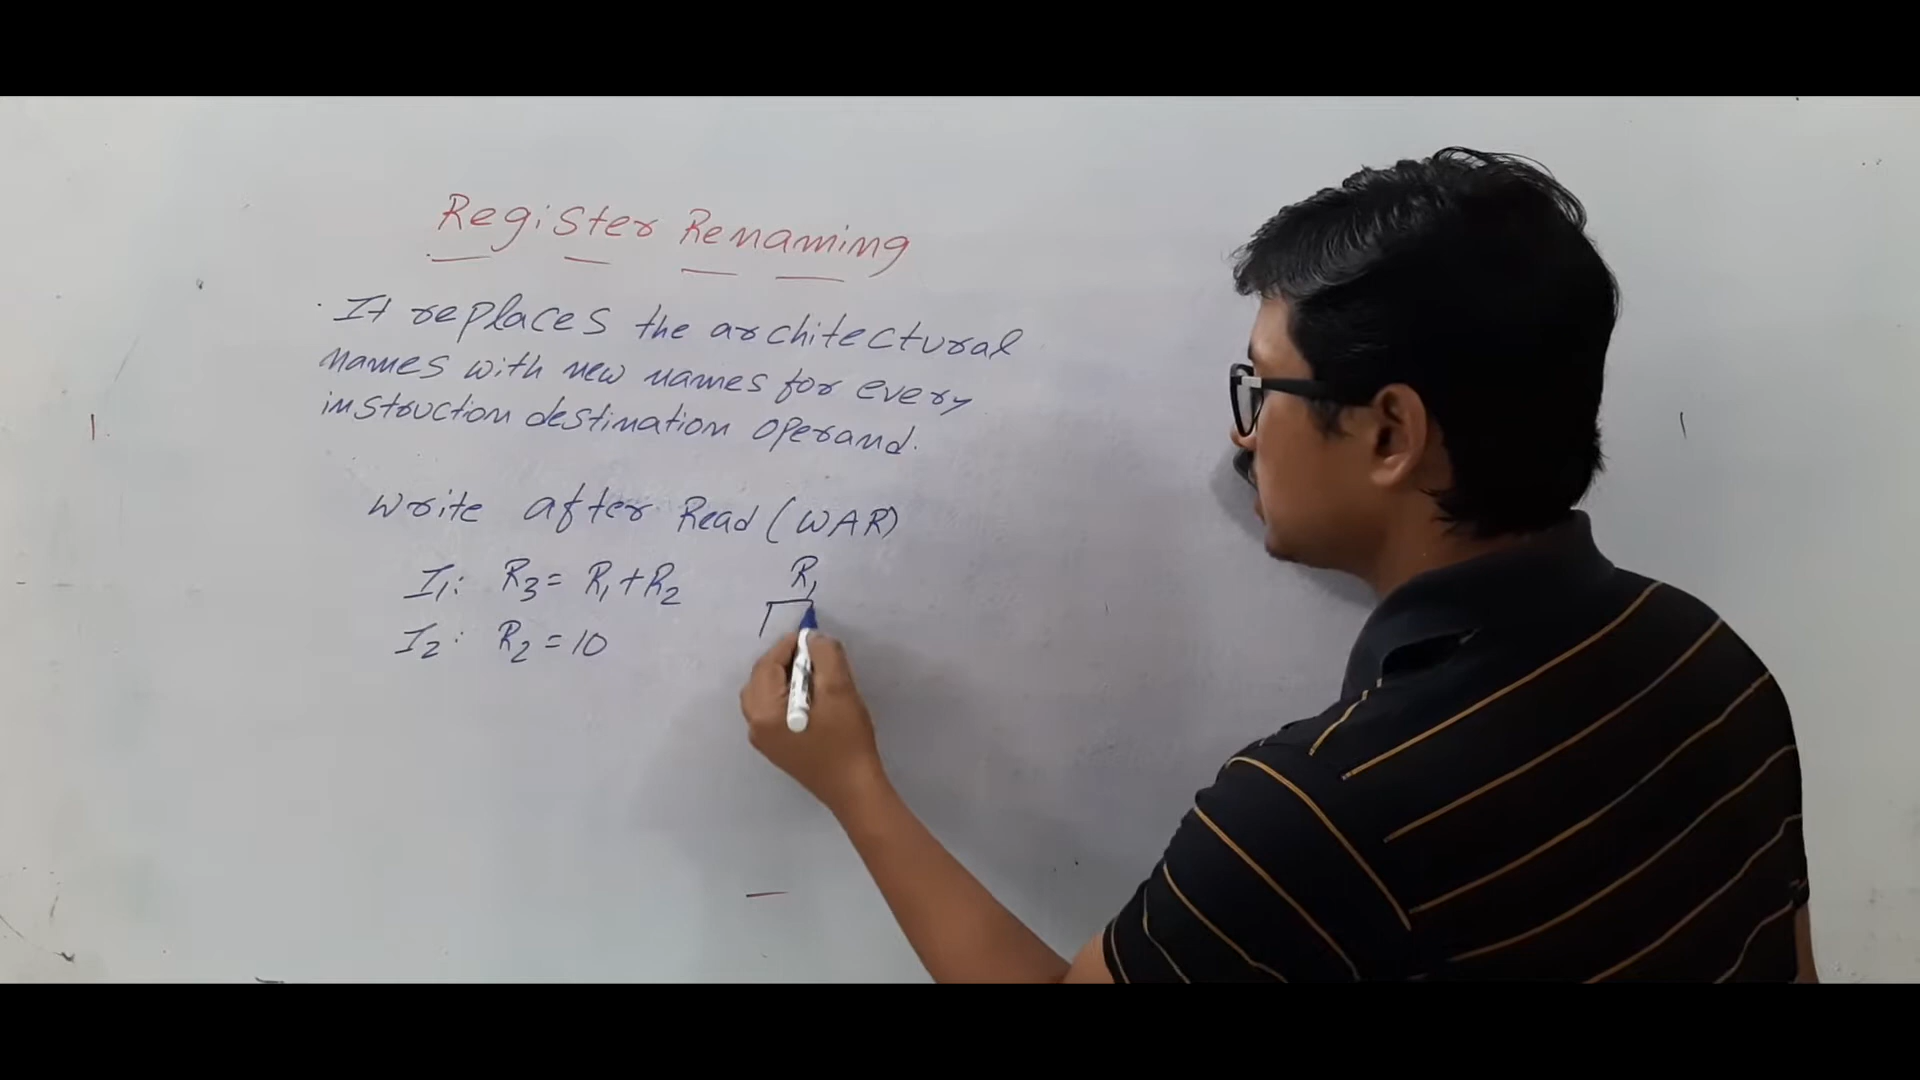 Register Renaming
. It replaces the architectural
names with new names for every
instruction destination operand.
Write after Read (WAR)
I1: R3 = R1 + R2 R1
I2: R2 = 10